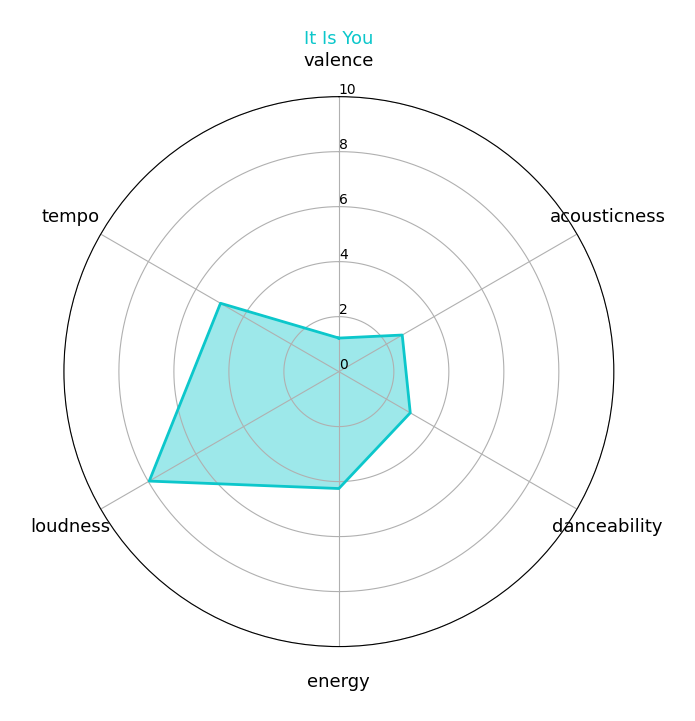 It Is You
valence
10
8
6
4
2
0
tempo
acousticness
loudness
danceability
energy